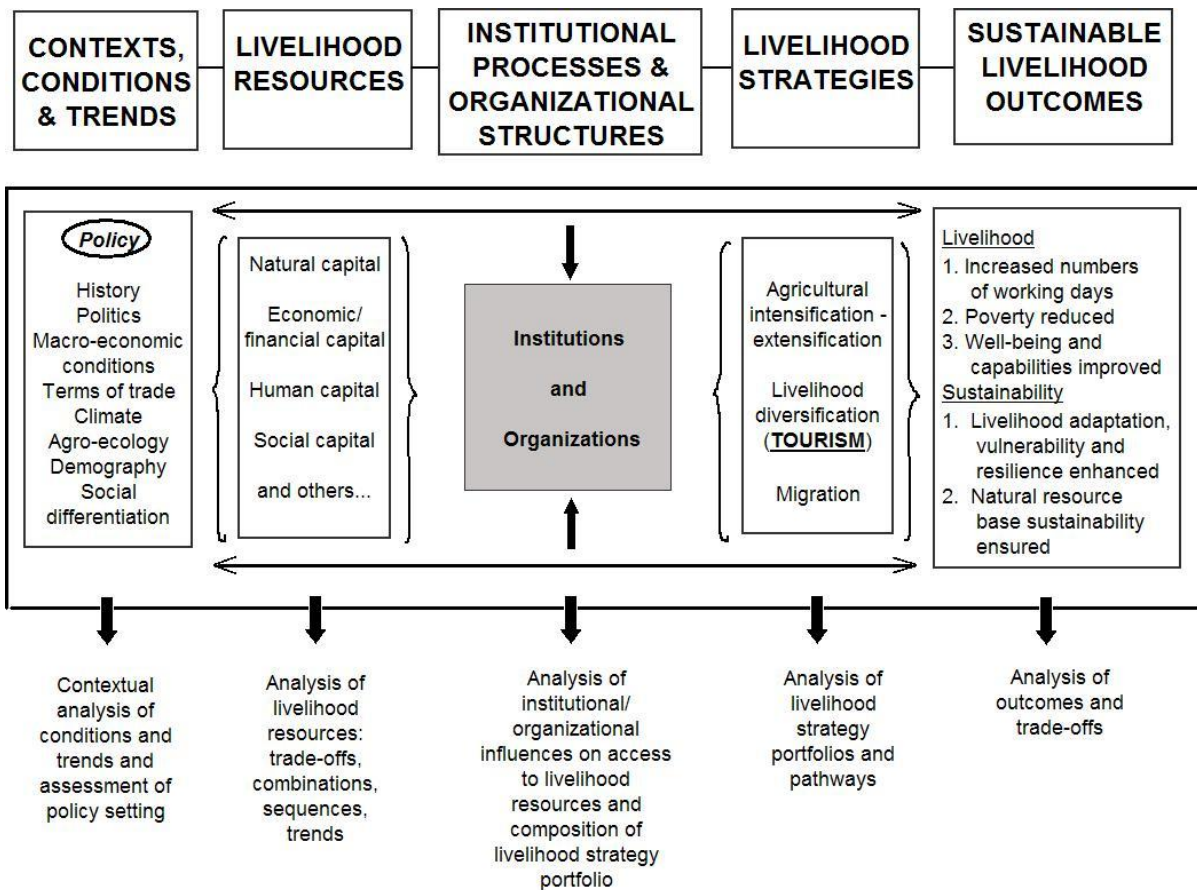 CONTEXTS,
CONDITIONS
& TRENDS
LIVELIHOOD
RESOURCES
INSTITUTIONAL
PROCESSES &
ORGANIZATIONAL
STRUCTURES
LIVELIHOOD
STRATEGIES
SUSTAINABLE
LIVELIHOOD
OUTCOMES
Policy
History
Politics
Macro-economic
conditions
Terms of trade
Climate
Agro-ecology
Demography
Social
differentiation
Natural capital
Economic/
financial capital
Human capital
Social capital
and others...
Institutions
and
Organizations
Agricultural
intensification -
extensification
Livelihood
diversification
(TOURISM)
Migration
Livelihood
1. Increased numbers
of working days
2. Poverty reduced
3. Well-being and
capabilities improved
Sustainability
1. Livelihood adaptation,
vulnerability and
resilience enhanced
2. Natural resource
base sustainability
ensured
Contextual
analysis of
conditions and
trends and
assessment of
policy setting
Analysis of
livelihood
resources:
trade-offs,
combinations,
sequences,
trends
Analysis of
institutional/
organizational
influences on access
to livelihood
resources and
composition of
livelihood strategy
portfolio
Analysis of
livelihood
strategy
portfolios and
pathways
Analysis of
outcomes and
trade-offs